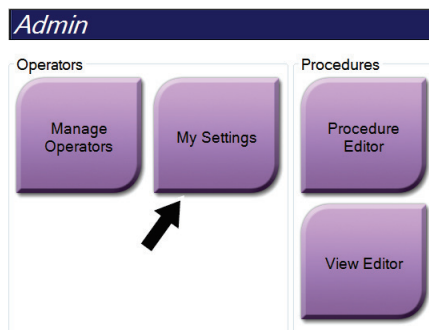 Admin
Operators
Manage
Operators
My Settings
Procedures
Procedure
Editor
View Editor